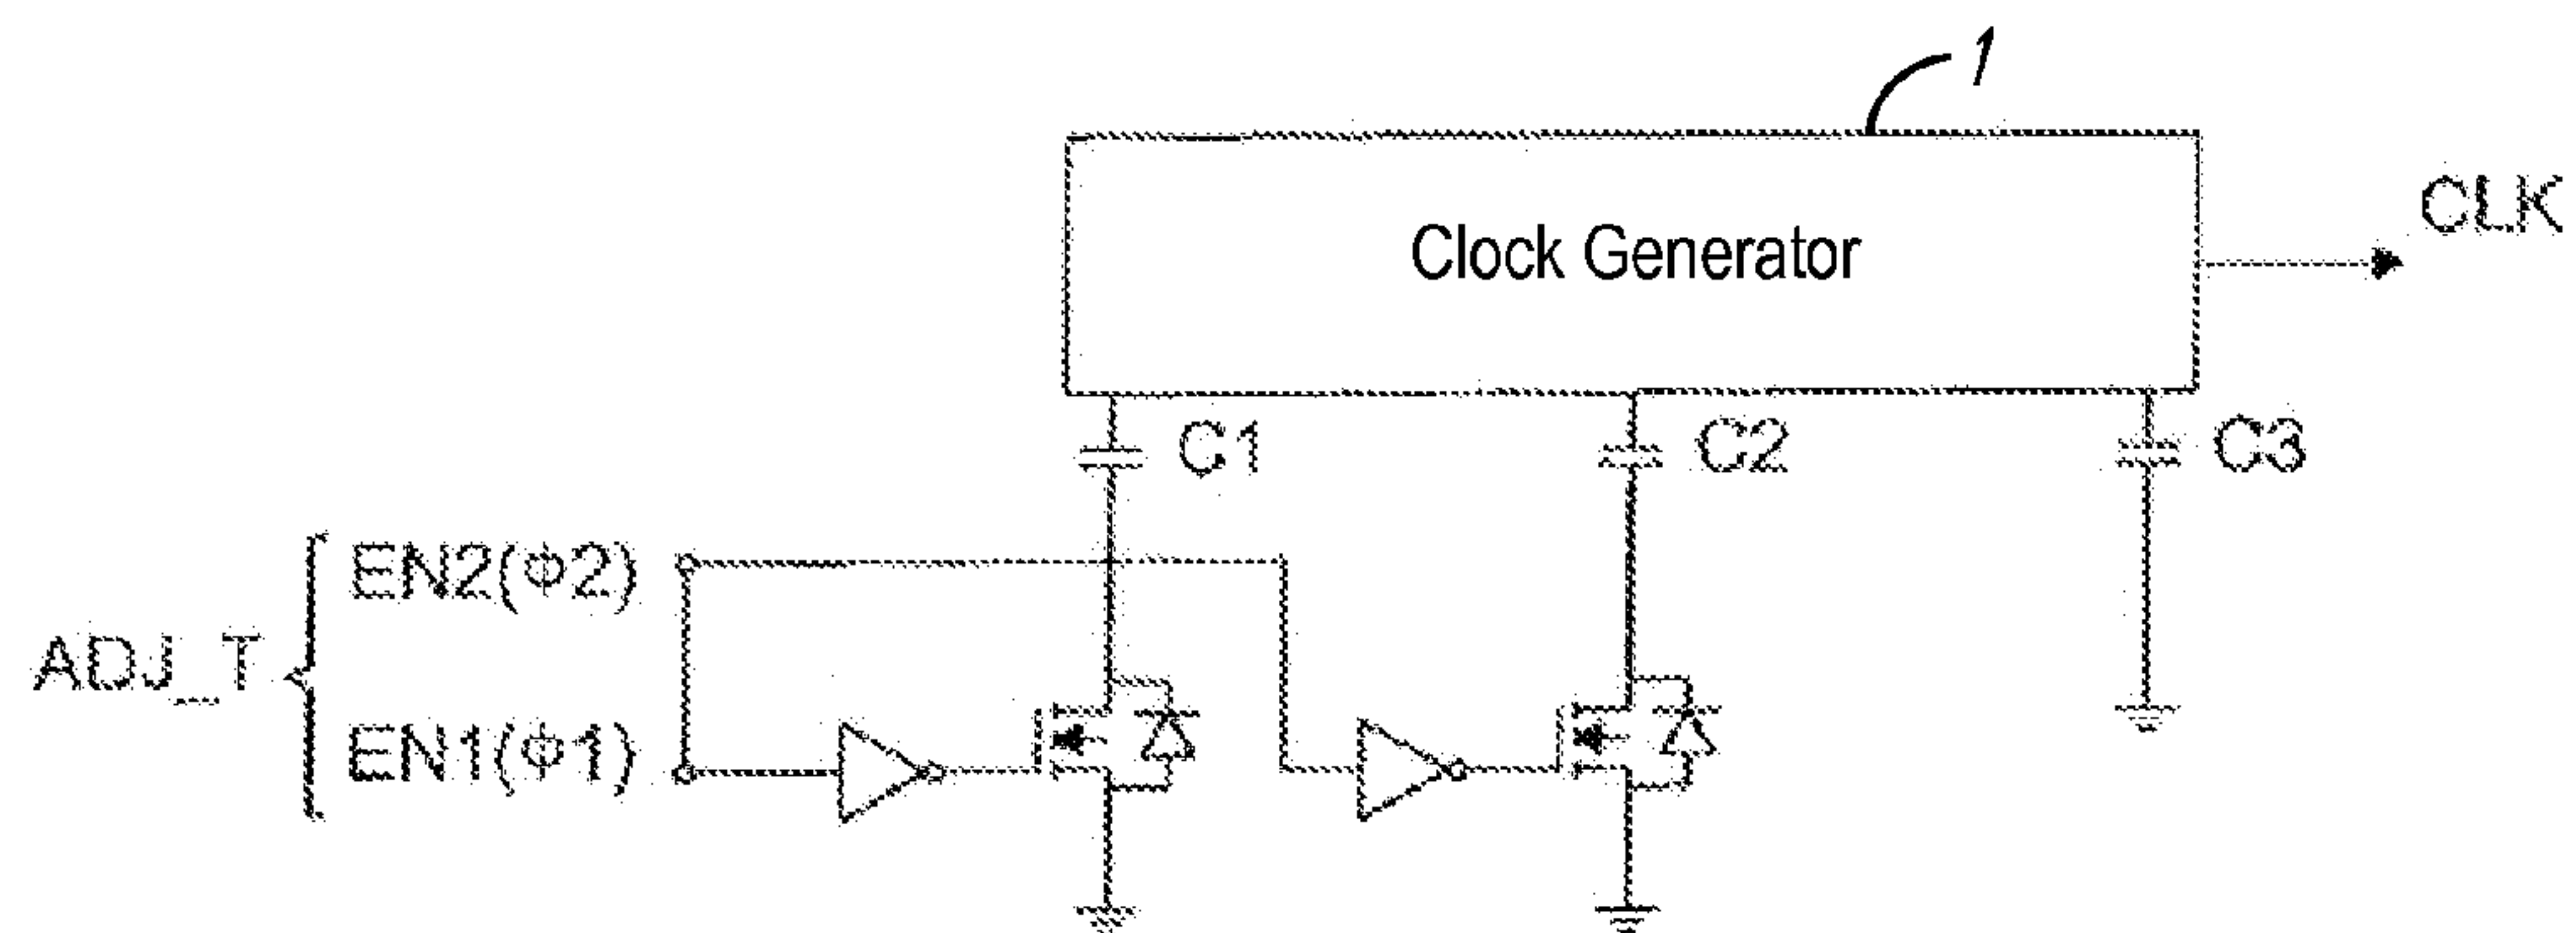 1
Clock Generator
CLK
C1
C2
C3
EN2(ϕ2)
ADJ_T
EN1(ϕ1)